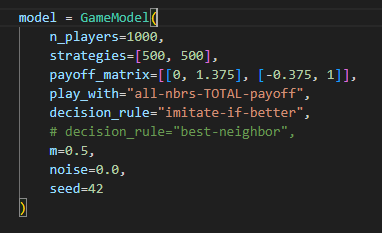 model = GameModel(
n_players=1000,
strategies=[500, 500],
payoff_matrix=[[0, 1.375], [-0.375, 1]],
play_with="all-nbrs-TOTAL-payoff",
decision_rule="imitate-if-better",
# decision_rule="best-neighbor",
m=0.5,
noise=0.0,
seed=42
)